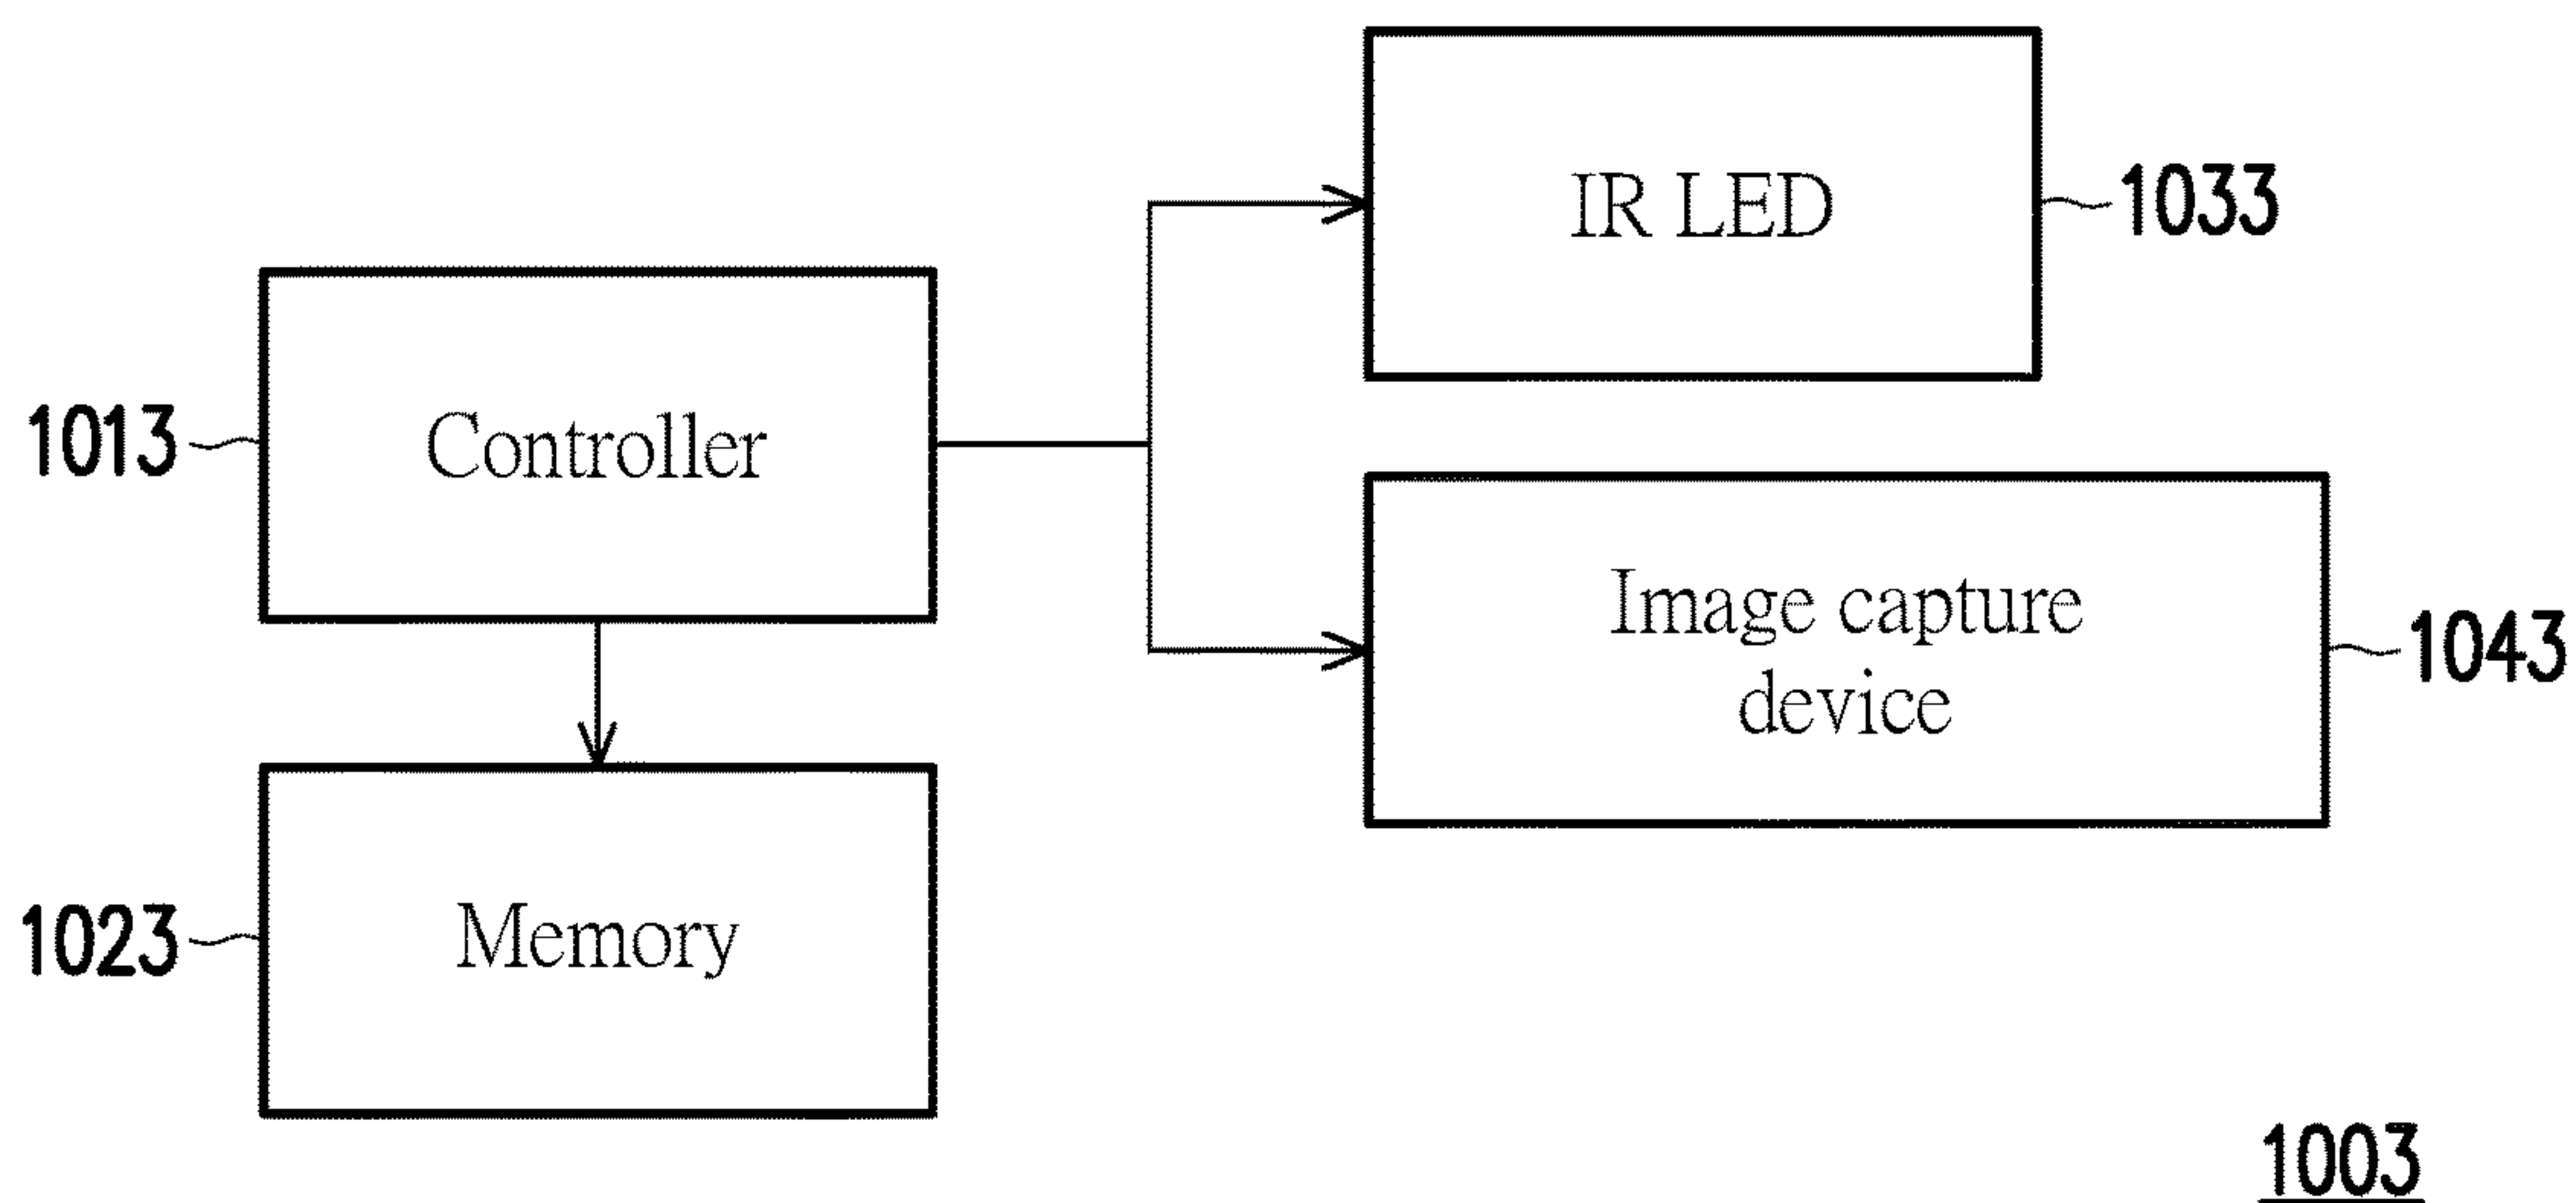 IR LED
1033
Controller
1013
Image capture
device
1043
Memory
1023
1003